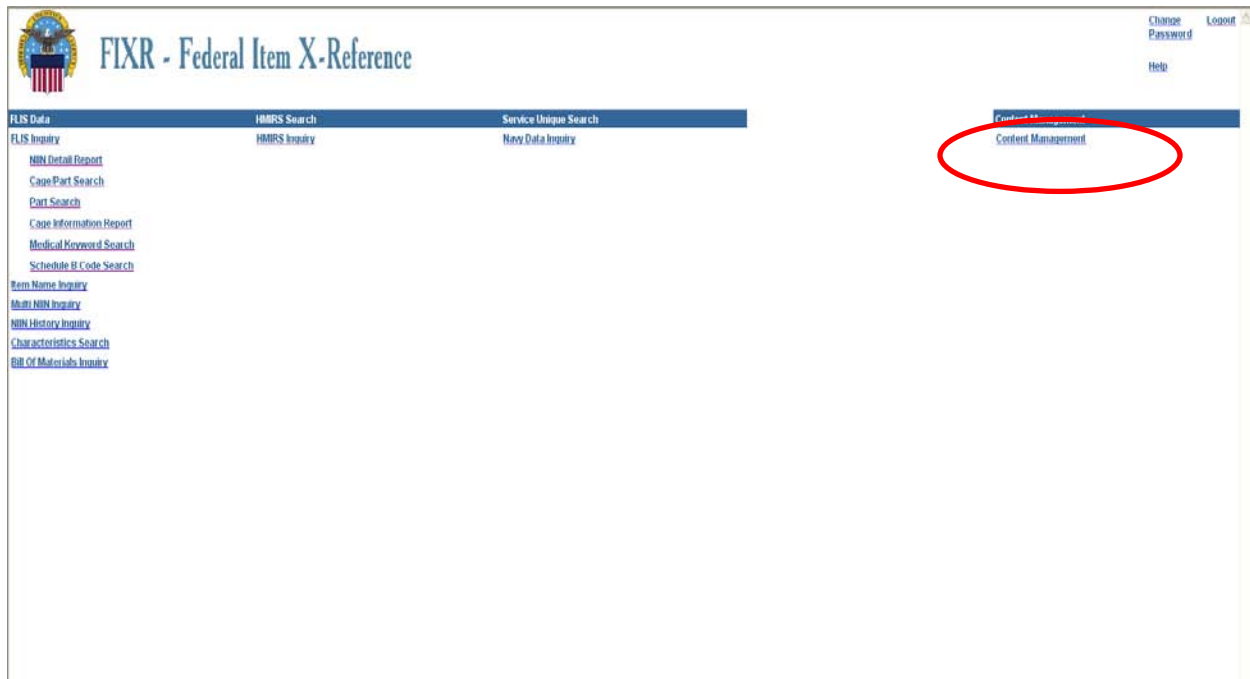 FIXR - Federal Item X-Reference
Change Password
Logout
Help
FLIS Data
FLIS Inquiry
NIIN Detail Report
Cage/Part Search
Part Search
Cage Information Report
Medical Keyword Search
Schedule B Code Search
Item Name Inquiry
Multi NIIN Inquiry
NIIN History Inquiry
Characteristics Search
Bill Of Materials Inquiry
HMIRS Search
HMIRS Inquiry
Service Unique Search
Navy Data Inquiry
Content Management
Content Management